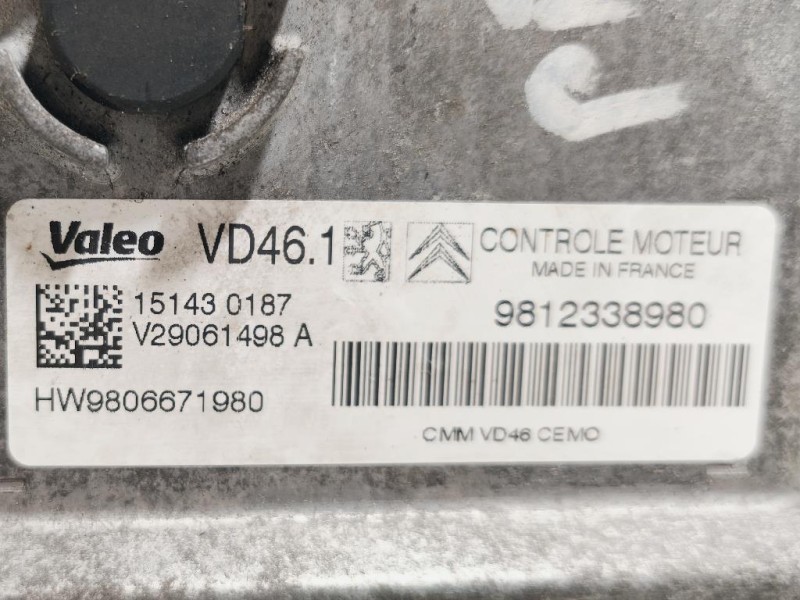 Valeo VD46.1 CONTROLE MOTEUR
MADE IN FRANCE
15143 0187
V29061498 A
9812338980
HW9806671980
CMM VD46 CEMO